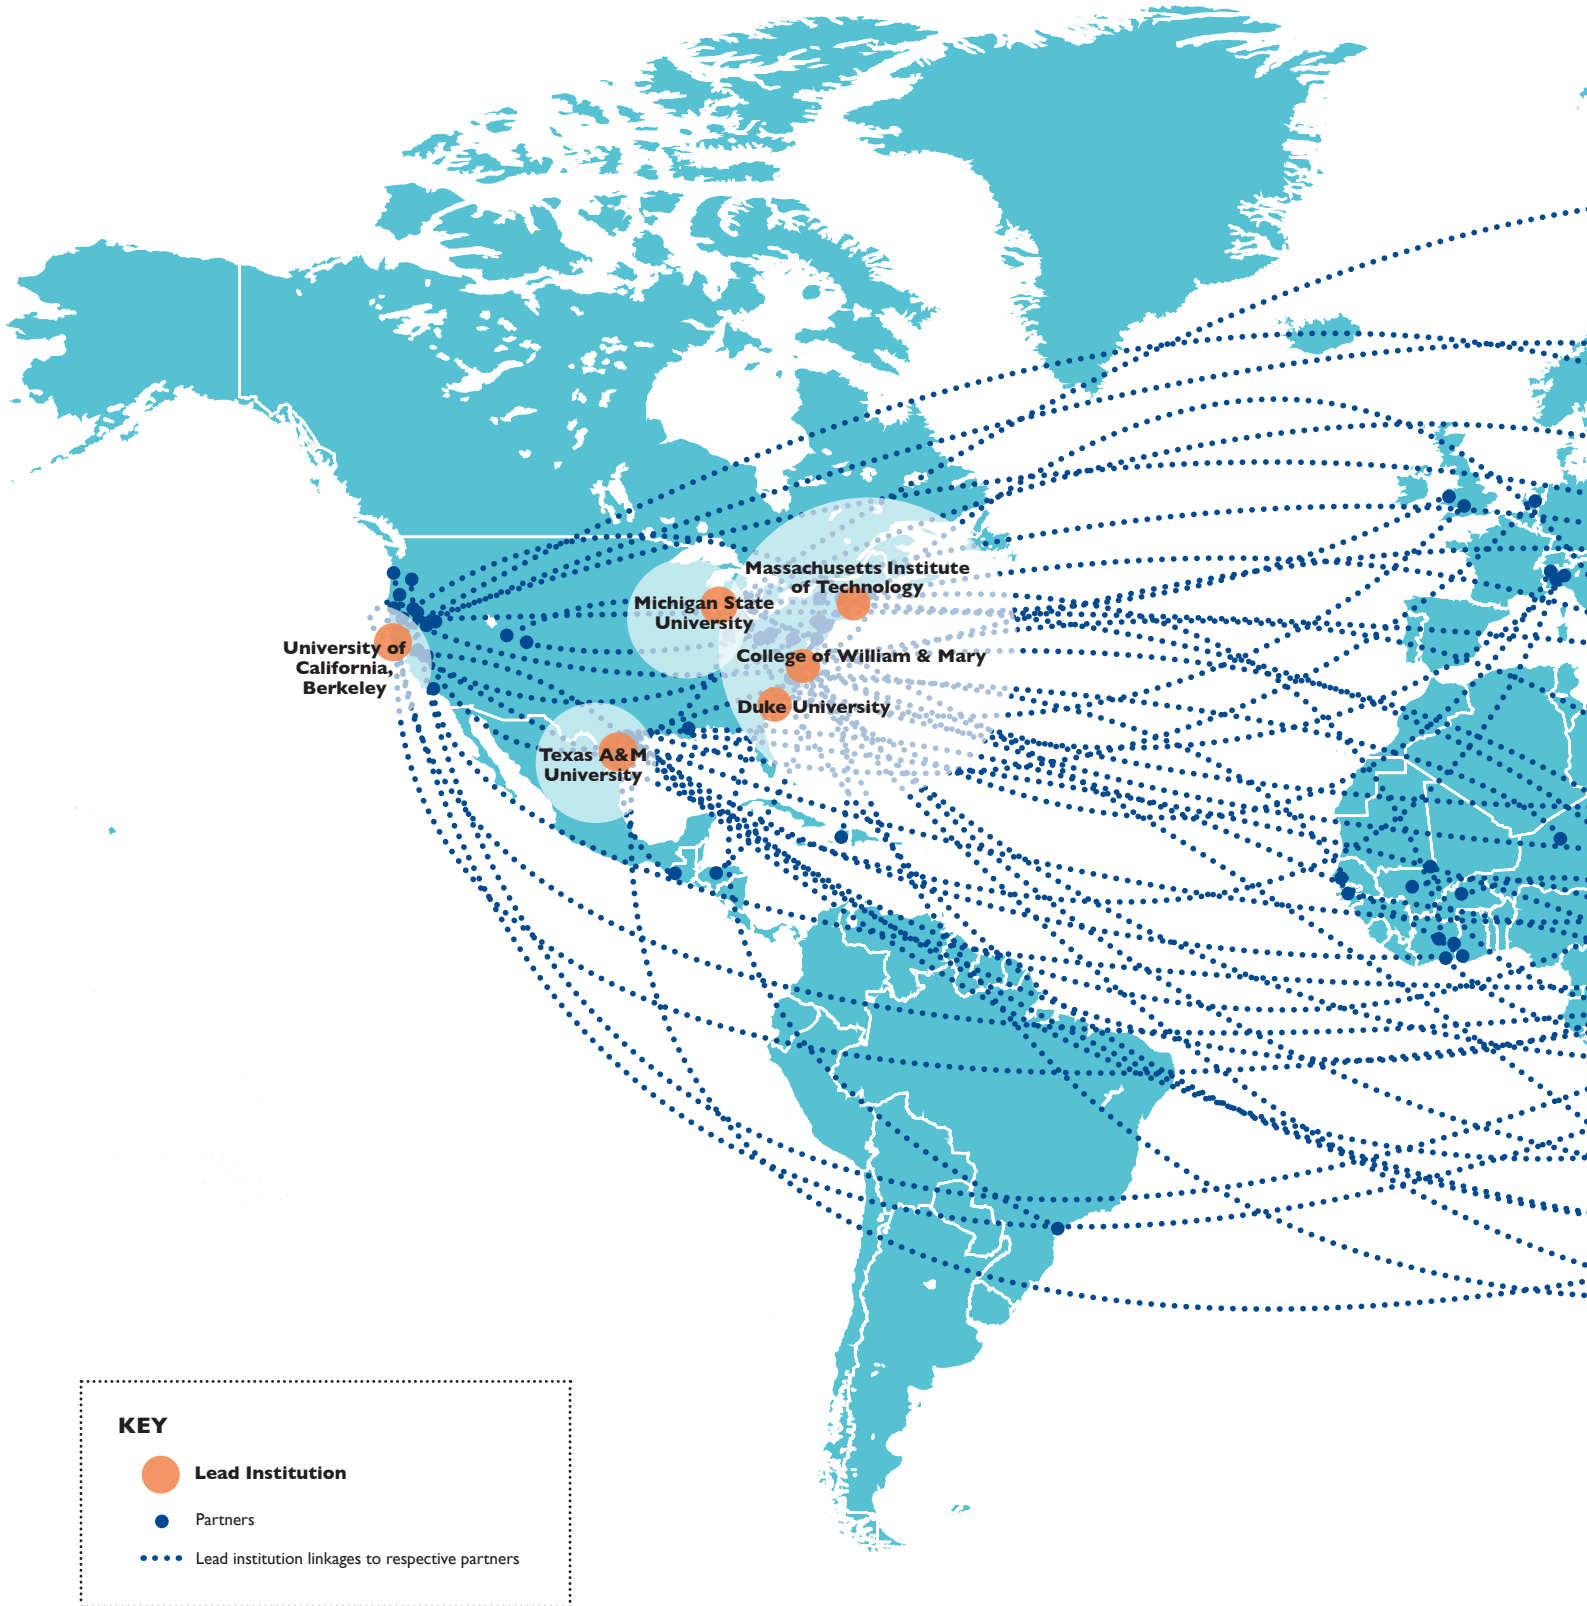 Massachusetts Institute
of Technology
Michigan State
University
University of
California,
Berkeley
College of William & Mary
Duke University
Texas A&M
University
KEY
Lead Institution
Partners
Lead institution linkages to respective partners